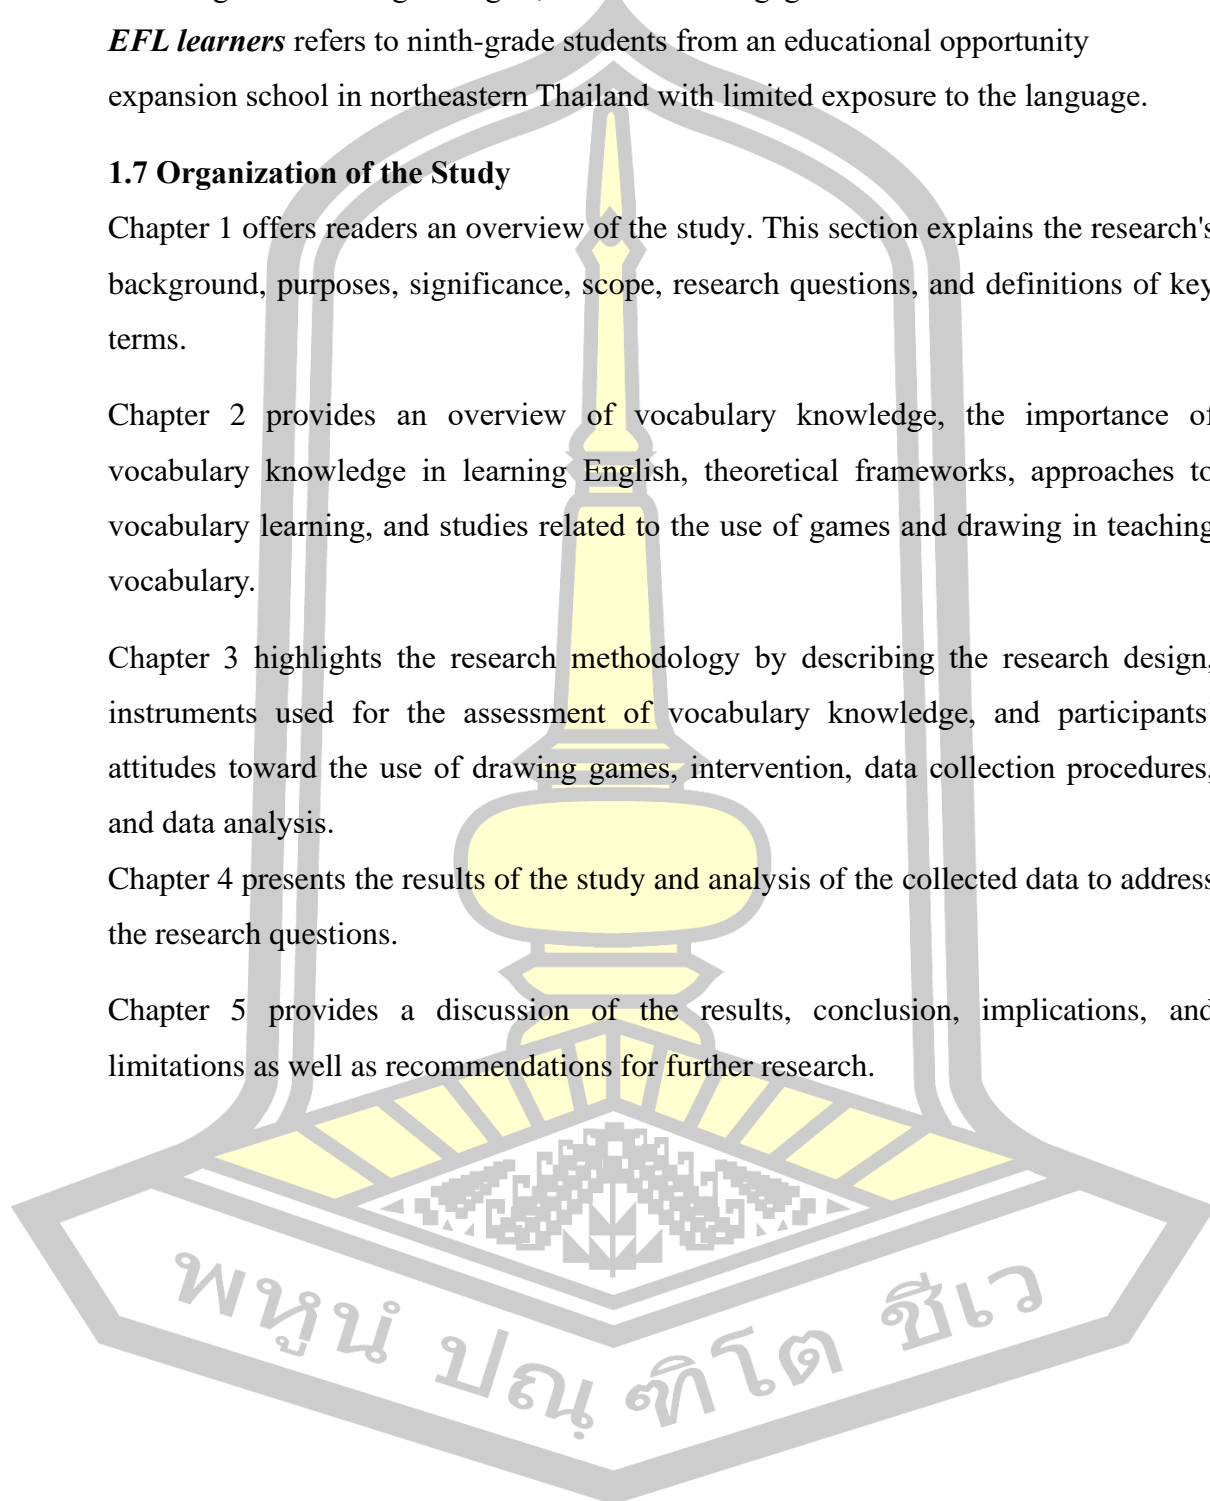 EFL learners refers to ninth-grade students from an educational opportunity
expansion school in northeastern Thailand with limited exposure to the language.
1.7 Organization of the Study
Chapter 1 offers readers an overview of the study. This section explains the research's
background, purposes, significance, scope, research questions, and definitions of key
terms.
Chapter 2 provides an overview of vocabulary knowledge, the importance of
vocabulary knowledge in learning English, theoretical frameworks, approaches to
vocabulary learning, and studies related to the use of games and drawing in teaching
vocabulary.
Chapter 3 highlights the research methodology by describing the research design,
instruments used for the assessment of vocabulary knowledge, and participants'
attitudes toward the use of drawing games, intervention, data collection procedures,
and data analysis.
Chapter 4 presents the results of the study and analysis of the collected data to address
the research questions.
Chapter 5 provides a discussion of the results, conclusion, implications, and
limitations as well as recommendations for further research.
พหูนํ ปณฺ ฑิโต ชีเว